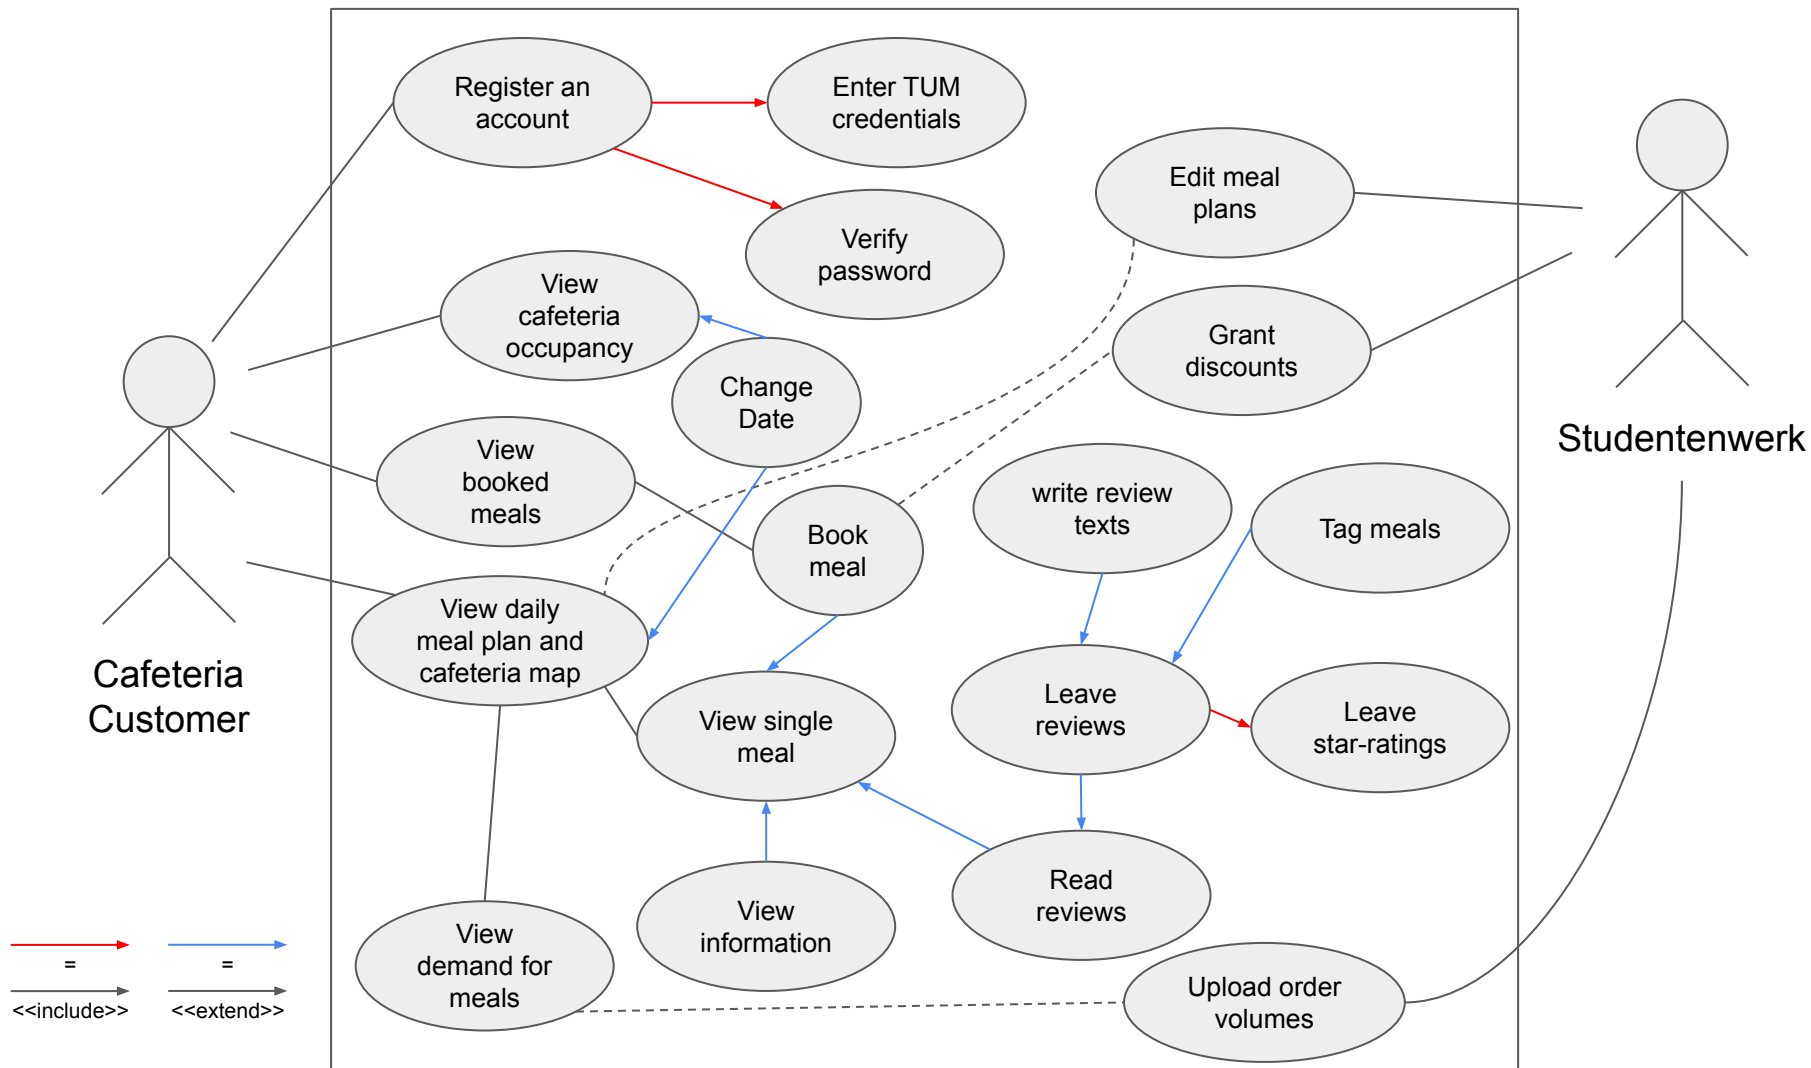 Register an
account
Enter TUM
credentials
Edit meal
plans
Verify
password
View
cafeteria
occupancy
Grant
discounts
Change
Date
Studentenwerk
View
booked
meals
write review
texts
Tag meals
Book
meal
View daily
meal plan and
cafeteria map
Cafeteria
Customer
View single
meal
Leave
reviews
Leave
star-ratings
Read
reviews
View
information
View
demand for
meals
Upload order
volumes
=
<<include>>
=
<<extend>>